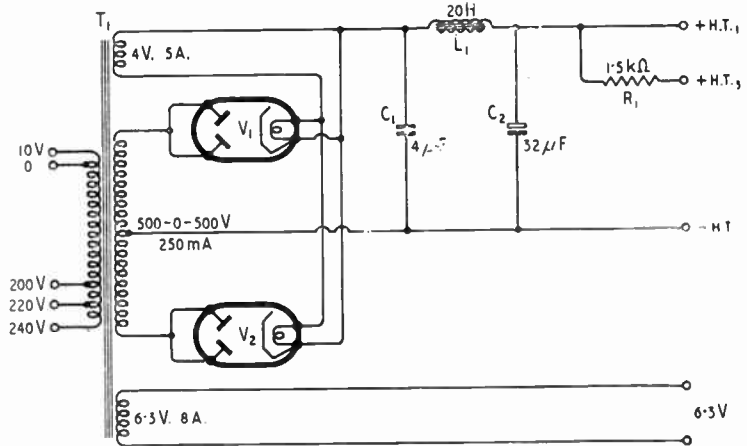 T1
4V. 5A.
20H
L1
+ H.T.1
1·5kΩ
R1
+H.T.,
V1
C1
4μF
C2
32μF
10V
0
500-0-500V
250mA
- H.T
200V
220V
240V
V2
6·3V. 8A.
6·3V